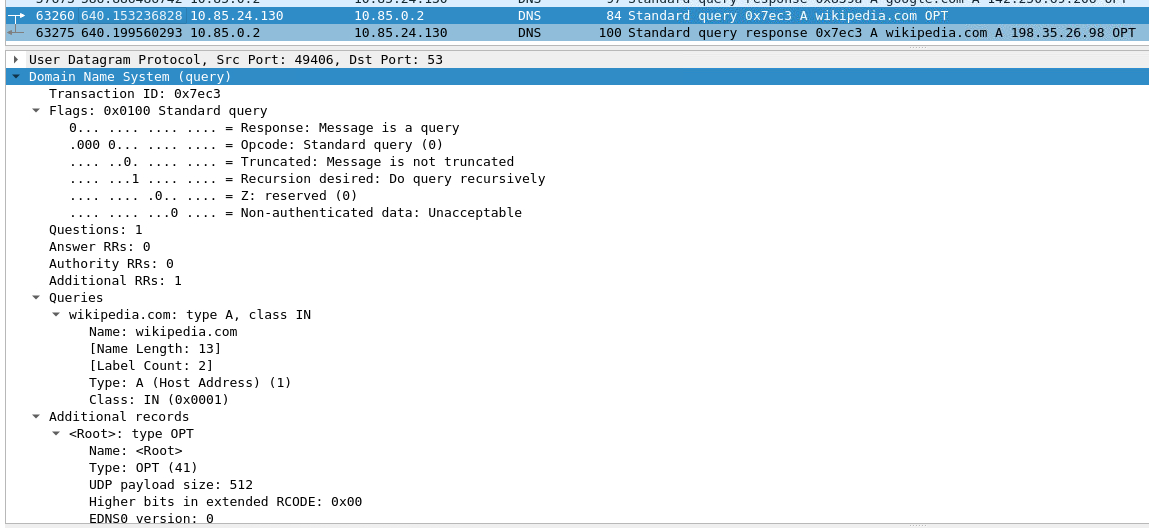 63260 640.153236828 10.85.24.130 10.85.0.2 DNS 84 Standard query 0x7ec3 A wikipedia.com OPT
63275 640.199560293 10.85.0.2 10.85.24.130 DNS 100 Standard query response 0x7ec3 A wikipedia.com A 198.35.26.98 OPT
User Datagram Protocol, Src Port: 49406, Dst Port: 53
Domain Name System (query)
Transaction ID: 0x7ec3
Flags: 0x0100 Standard query
0... .... .... .... = Response: Message is a query
.000 0... .... .... = Opcode: Standard query (0)
.... ..0. .... .... = Truncated: Message is not truncated
.... ...1 .... .... = Recursion desired: Do query recursively
.... .... .0.. .... = Z: reserved (0)
.... .... ...0 .... = Non-authenticated data: Unacceptable
Questions: 1
Answer RRs: 0
Authority RRs: 0
Additional RRs: 1
Queries
wikipedia.com: type A, class IN
Name: wikipedia.com
[Name Length: 13]
[Label Count: 2]
Type: A (Host Address) (1)
Class: IN (0x0001)
Additional records
<Root>: type OPT
Name: <Root>
Type: OPT (41)
UDP payload size: 512
Higher bits in extended RCODE: 0x00
EDNS0 version: 0